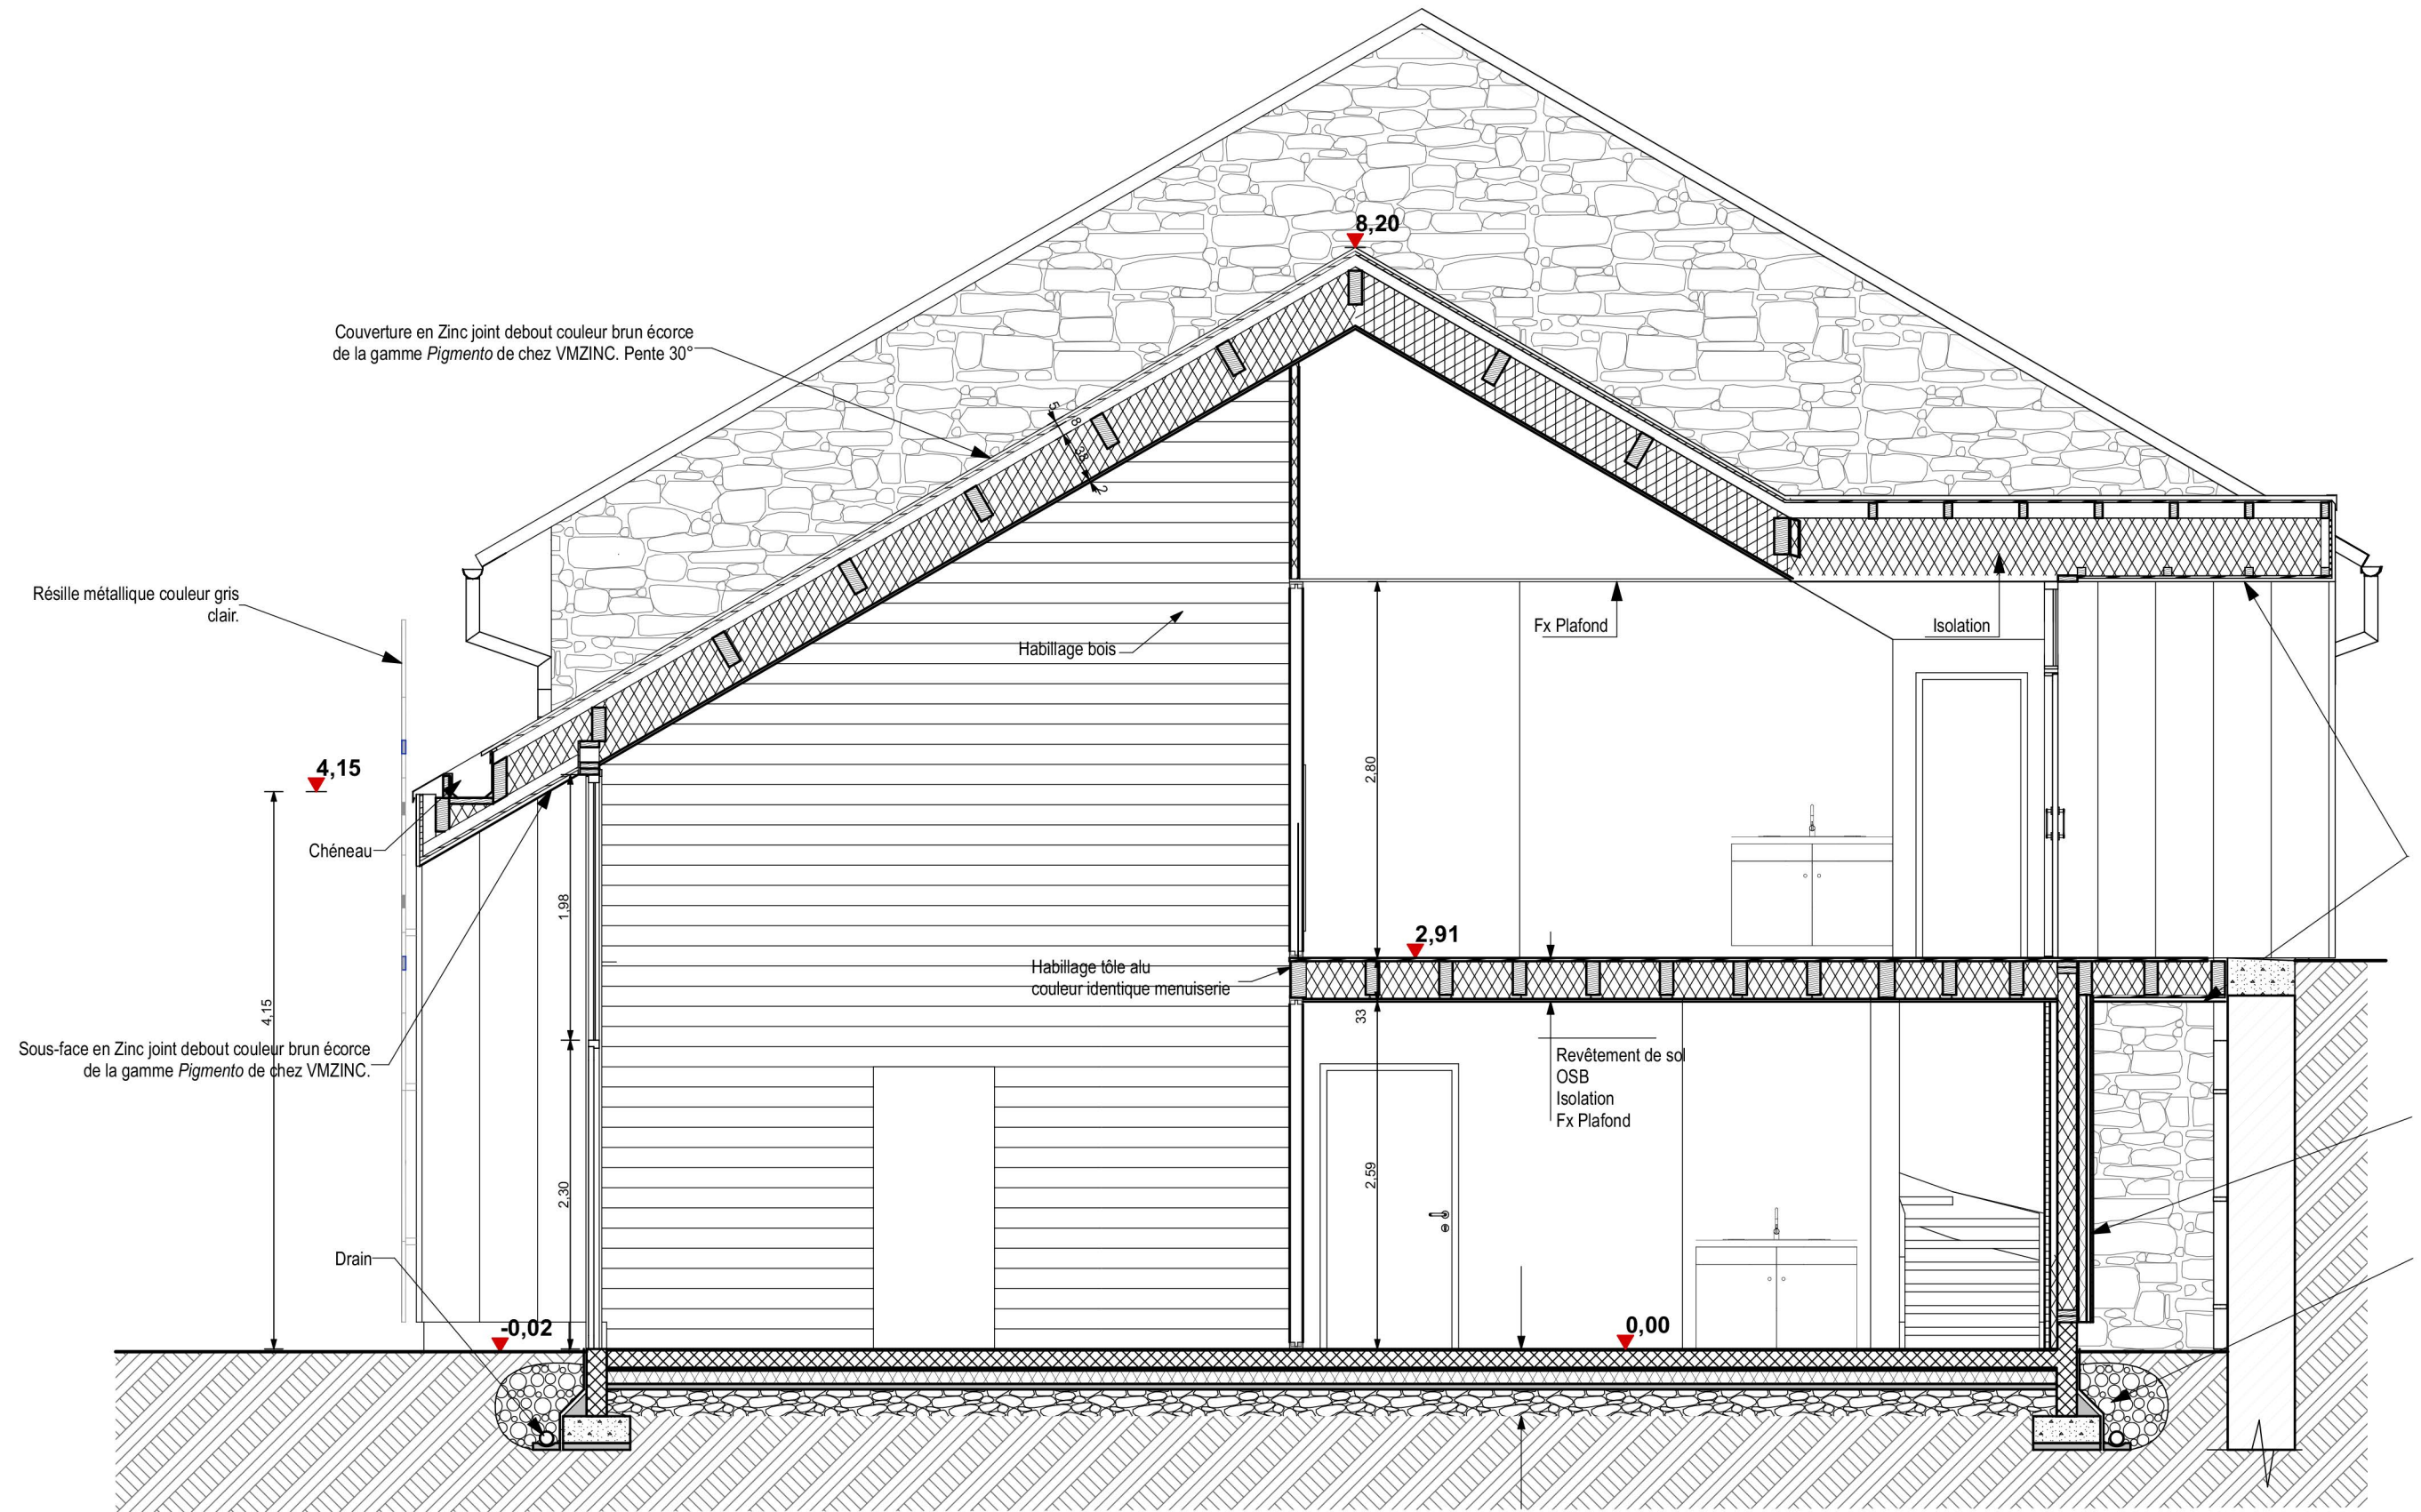 8,20
Couverture en Zinc joint debout couleur brun écorce
de la gamme Pigmento de chez VMZINC. Pente 30°
5
8
38
2
Résille métallique couleur gris
clair.
Habillage bois
Fx Plafond
Isolation
4,15
2,80
Chéneau
1,98
2,91
Habillage tôle alu
couleur identique menuiserie
4,15
33
Sous-face en Zinc joint debout couleur brun écorce
de la gamme Pigmento de chez VMZINC.
Revêtement de sol
OSB
Isolation
Fx Plafond
2,30
2,59
Drain
-0,02
0,00